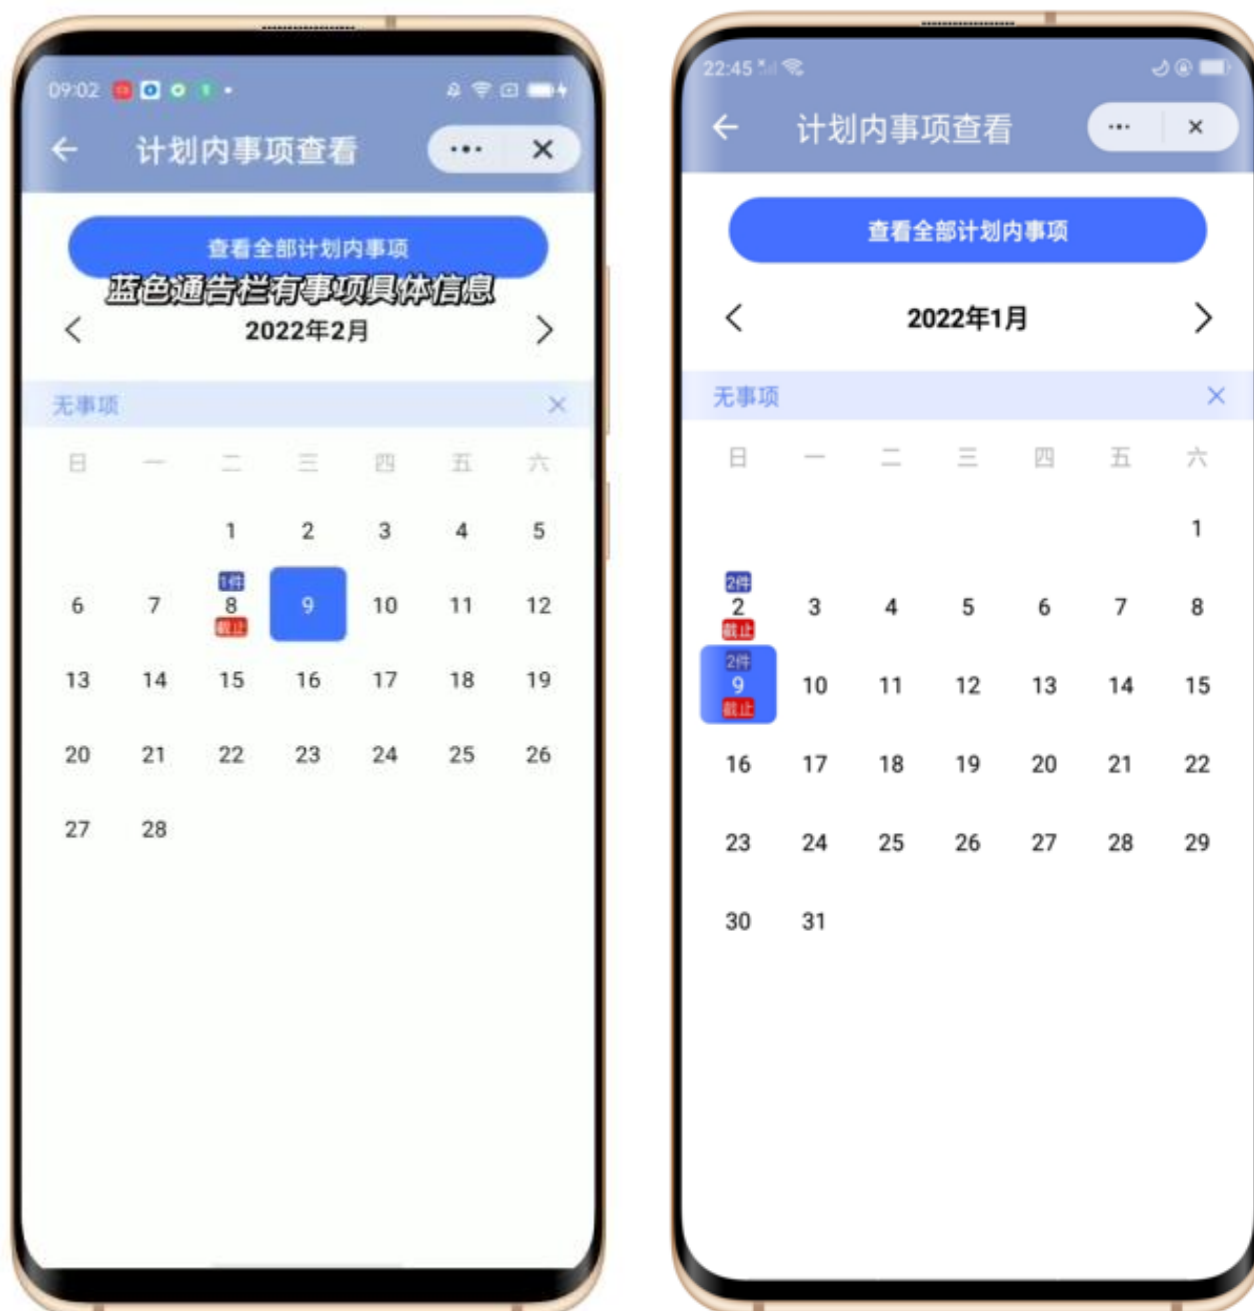 09:02
计划内事项查看
查看全部计划内事项
蓝色通告栏有事项具体信息
2022年2月
无事项
日 一 二 三 四 五 六
1 2 3 4 5
1件
6 7 8 9 10 11 12
截止
13 14 15 16 17 18 19
20 21 22 23 24 25 26
27 28
22:45
计划内事项查看
查看全部计划内事项
2022年1月
无事项
日 一 二 三 四 五 六
1
2件
2 3 4 5 6 7 8
截止
2件
9 10 11 12 13 14 15
截止
16 17 18 19 20 21 22
23 24 25 26 27 28 29
30 31